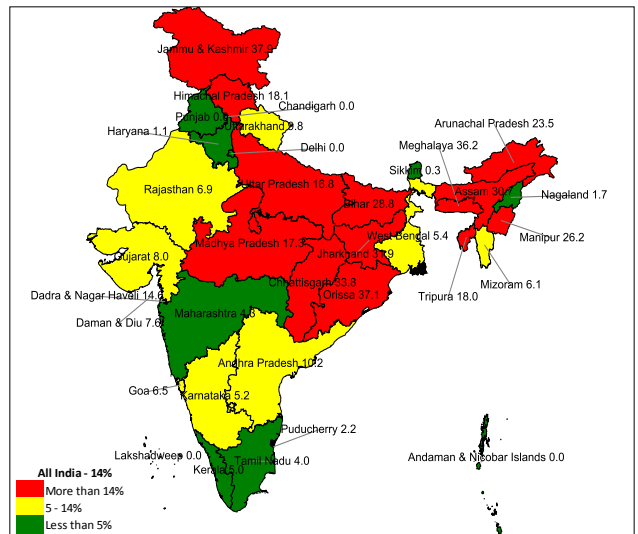 Jammu & Kashmir 37.9
Himachal Pradesh 18.1
Chandigarh 0.0
Punjab
Uttarakhand 9.8
Haryana 1.1
Delhi 0.0
Arunachal Pradesh 23.5
Meghalaya 36.2
Sikkim 0.3
Assam 30.7
Nagaland 1.7
Rajasthan 6.9
Uttar Pradesh 16.8
Bihar 28.8
Manipur 26.2
West Bengal 5.4
Madhya Pradesh 17.3
Jharkhand 31.9
Gujarat 8.0
Mizoram 6.1
Chhattisgarh 33.8
Orissa 37.1
Tripura 18.0
Dadra & Nagar Haveli 14.6
Daman & Diu 7.6
Maharashtra
Andhra Pradesh 10.2
Goa 6.5
Karnataka 5.2
Puducherry 2.2
Lakshadweep 0.0
Tamil Nadu 4.0
Kerala 5.0
Andaman & Nicobar Islands 0.0
All India - 14%
More than 14%
5 - 14%
Less than 5%